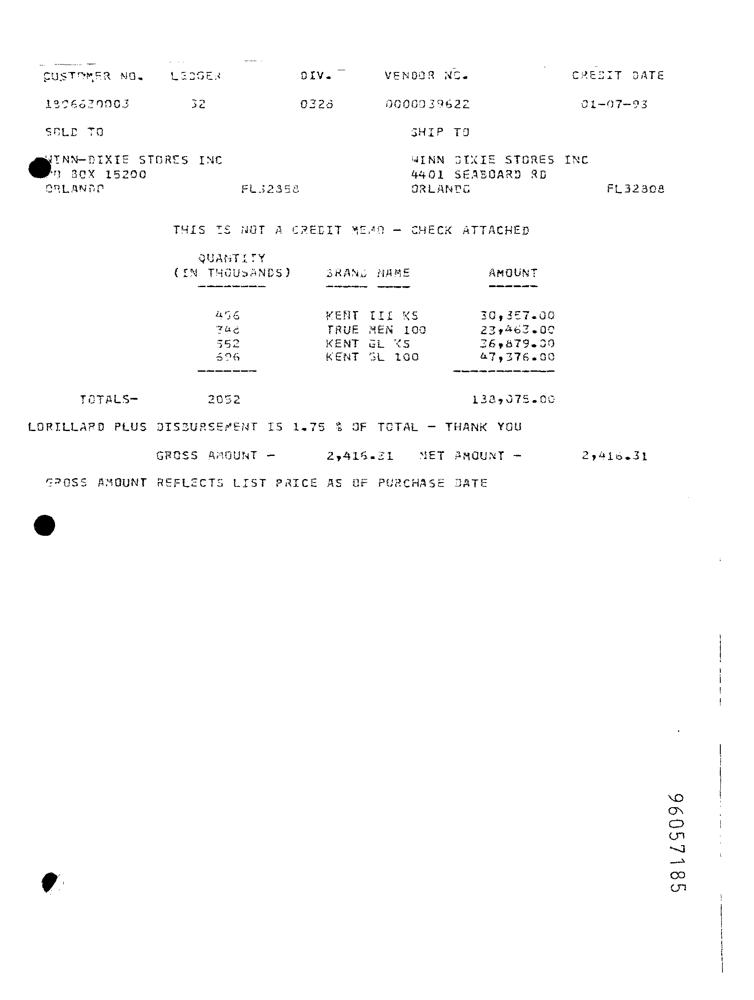 CUSTOMER NO. LEDGER DIV. VENDOR NO. CREDIT DATE
32 0000039622 01-07-93
SOLD TO SHIP TO
WINN-DIXIE STORES INC WINN DIXIE STORES INC
PO BOX 15200 4401 SEABOARD RD
ORLANDO FL32858 ORLANDO FL32808
THIS IS NOT A CREDIT MEMO - CHECK ATTACHED
QUANTITY
(IN THOUSANDS) BRAND NAME AMOUNT
456 KENT III KS 30,357.00
348 TRUE MEN 100 23,463.00
552 KENT GL KS 36,879.00
696 KENT GL 100 47,376.00
TOTALS- 2052 138,075.00
LORILLARD PLUS DISBURSEMENT IS 1.75 % OF TOTAL - THANK YOU
GROSS AMOUNT - 2,416.31 NET AMOUNT - 2,416.31
GROSS AMOUNT REFLECTS LIST PRICE AS OF PURCHASE DATE
96057185